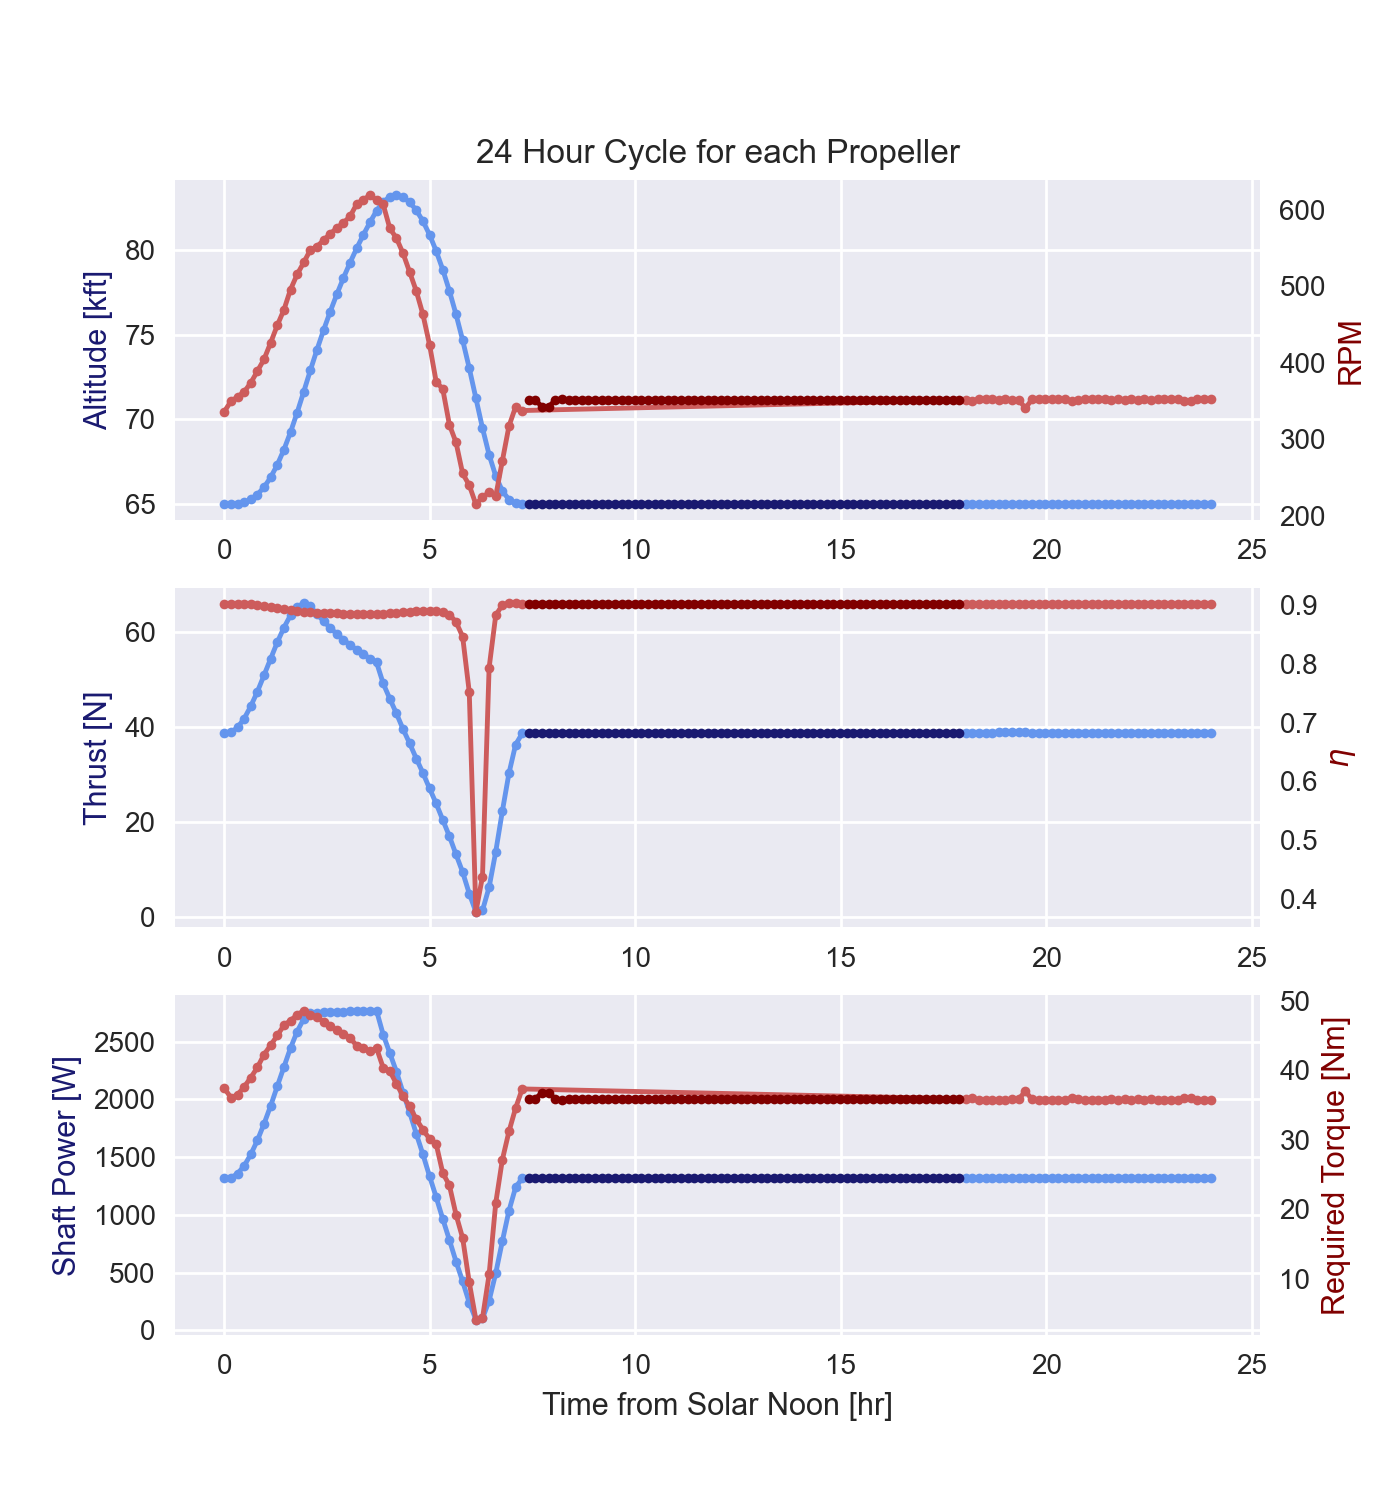 24 Hour Cycle for each Propeller
Altitude [kft]
80
75
70
65
600
500
400
300
200
RPM
0 5 10 15 20 25
Thrust [N]
60
40
20
0
0.9
0.8
0.7
0.6
0.5
0.4
η
0 5 10 15 20 25
Shaft Power [W]
2500
2000
1500
1000
500
0
50
40
30
20
10
Required Torque [Nm]
0 5 10 15 20 25
Time from Solar Noon [hr]